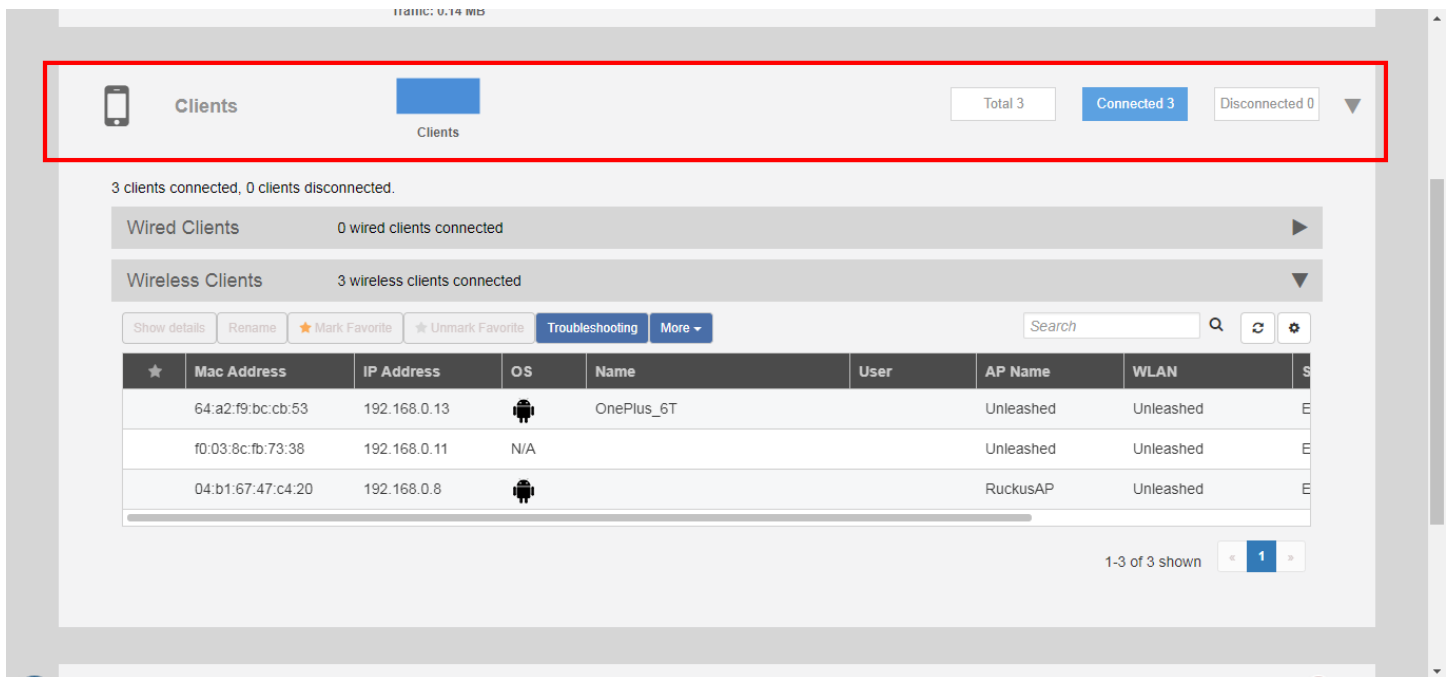 Traffic: 0.14 MB
Clients
Clients
Total 3
Connected 3
Disconnected 0
3 clients connected, 0 clients disconnected.
Wired Clients 0 wired clients connected
Wireless Clients 3 wireless clients connected
Show details Rename Mark Favorite Unmark Favorite Troubleshooting More Search
Mac Address IP Address OS Name User AP Name WLAN S
64:a2:f9:bc:cb:53 192.168.0.13 OnePlus_6T Unleashed Unleashed E
f0:03:8c:fb:73:38 192.168.0.11 N/A Unleashed Unleashed E
04:b1:67:47:c4:20 192.168.0.8 RuckusAP Unleashed E
1-3 of 3 shown « 1 »